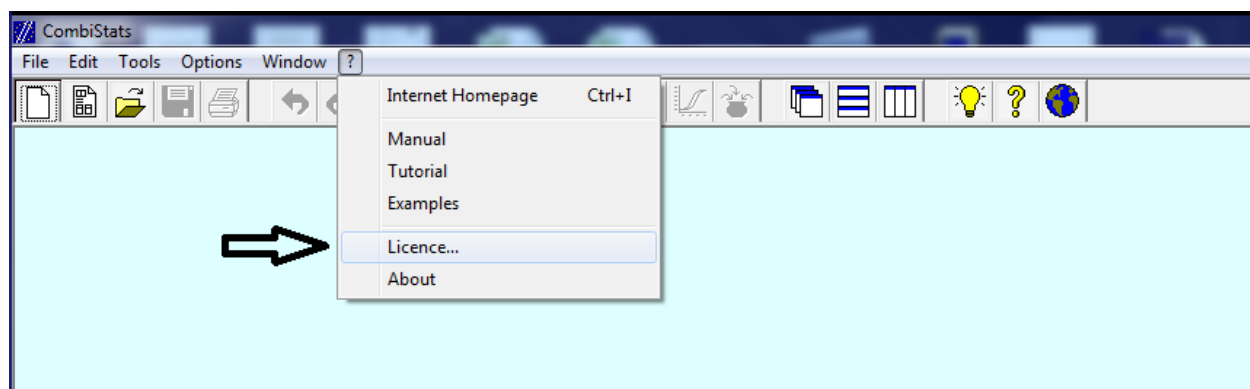 CombiStats
File Edit Tools Options Window ?
Internet Homepage Ctrl+I
Manual
Tutorial
Examples
Licence...
About